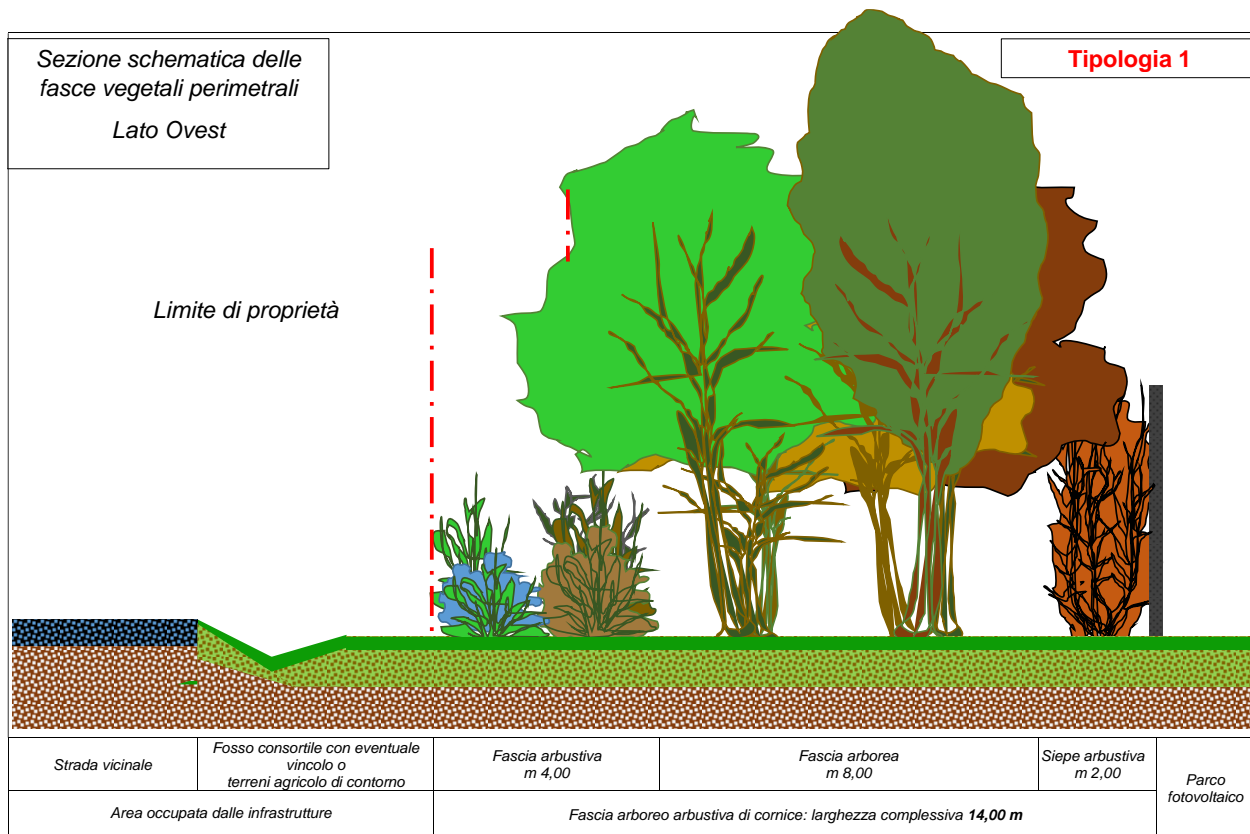 Sezione schematica delle
fasce vegetali perimetrali
Lato Ovest
Tipologia 1
Limite di proprietà
Strada vicinale
Fosso consortile con eventuale
vincolo o
terreni agricolo di contorno
Fascia arbustiva
m 4,00
Fascia arborea
m 8,00
Siepe arbustiva
m 2,00
Parco
fotovoltaico
Area occupata dalle infrastrutture
Fascia arboreo arbustiva di cornice: larghezza complessiva 14,00 m